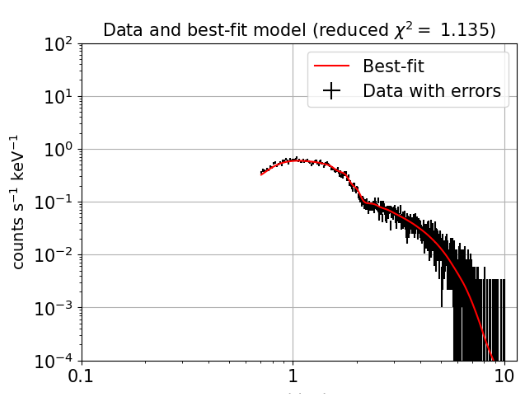 Data and best-fit model (reduced χ² = 1.135)
Best-fit
Data with errors
counts s⁻¹ keV⁻¹
10²
10¹
10⁰
10⁻¹
10⁻²
10⁻³
10⁻⁴
0.1
1
10